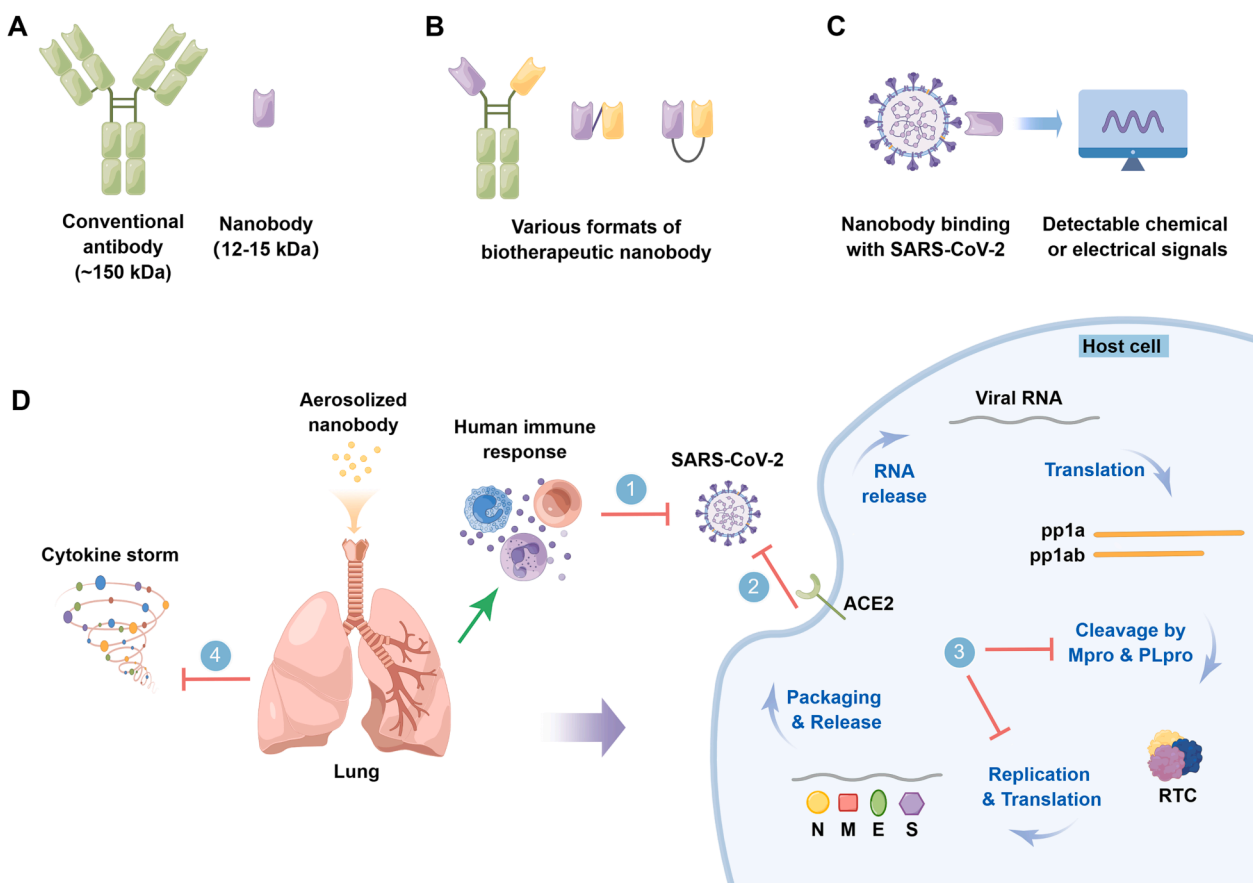 A
Conventional
antibody
(~150 kDa)
Nanobody
(12-15 kDa)
B
Various formats of
biotherapeutic nanobody
C
Nanobody binding
with SARS-CoV-2
Detectable chemical
or electrical signals
D
Cytokine storm
4
Aerosolized
nanobody
Lung
Human immune
response
1
SARS-CoV-2
2
ACE2
Host cell
RNA
release
Viral RNA
Translation
pp1a
pp1ab
3
Cleavage by
Mpro & PLpro
RTC
Replication
& Translation
Packaging
& Release
N M E S